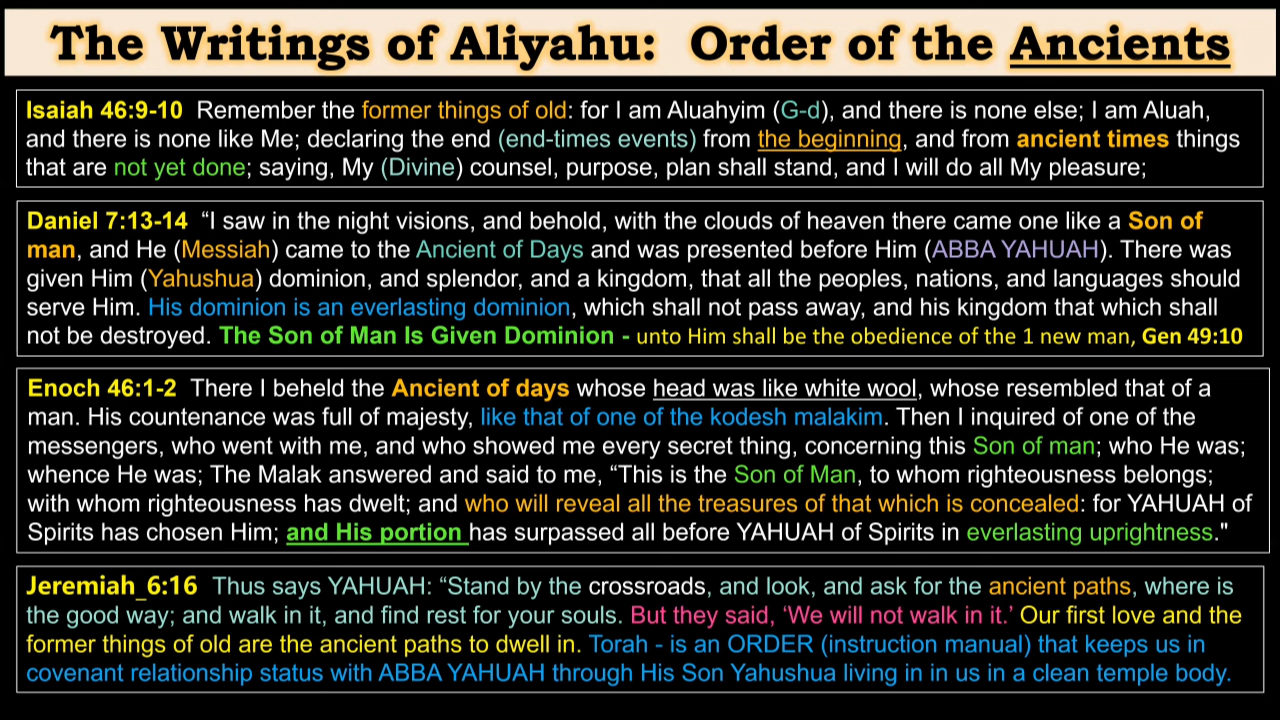 The Writings of Aliyahu: Order of the Ancients
Isaiah 46:9-10 Remember the former things of old: for I am Aluahyim (G-d), and there is none else; I am Aluah,
and there is none like Me; declaring the end (end-times events) from the beginning, and from ancient times things
that are not yet done; saying, My (Divine) counsel, purpose, plan shall stand, and I will do all My pleasure;
Daniel 7:13-14 “I saw in the night visions, and behold, with the clouds of heaven there came one like a Son of
man, and He (Messiah) came to the Ancient of Days and was presented before Him (ABBA YAHUAH). There was
given Him (Yahushua) dominion, and splendor, and a kingdom, that all the peoples, nations, and languages should
serve Him. His dominion is an everlasting dominion, which shall not pass away, and his kingdom that which shall
not be destroyed. The Son of Man Is Given Dominion - unto Him shall be the obedience of the 1 new man, Gen 49:10
Enoch 46:1-2 There I beheld the Ancient of days whose head was like white wool, whose resembled that of a
man. His countenance was full of majesty, like that of one of the kodesh malakim. Then I inquired of one of the
messengers, who went with me, and who showed me every secret thing, concerning this Son of man; who He was;
whence He was; The Malak answered and said to me, “This is the Son of Man, to whom righteousness belongs;
with whom righteousness has dwelt; and who will reveal all the treasures of that which is concealed: for YAHUAH of
Spirits has chosen Him; and His portion has surpassed all before YAHUAH of Spirits in everlasting uprightness."
Jeremiah_6:16 Thus says YAHUAH: “Stand by the crossroads, and look, and ask for the ancient paths, where is
the good way; and walk in it, and find rest for your souls. But they said, ‘We will not walk in it.’ Our first love and the
former things of old are the ancient paths to dwell in. Torah - is an ORDER (instruction manual) that keeps us in
covenant relationship status with ABBA YAHUAH through His Son Yahushua living in in us in a clean temple body.